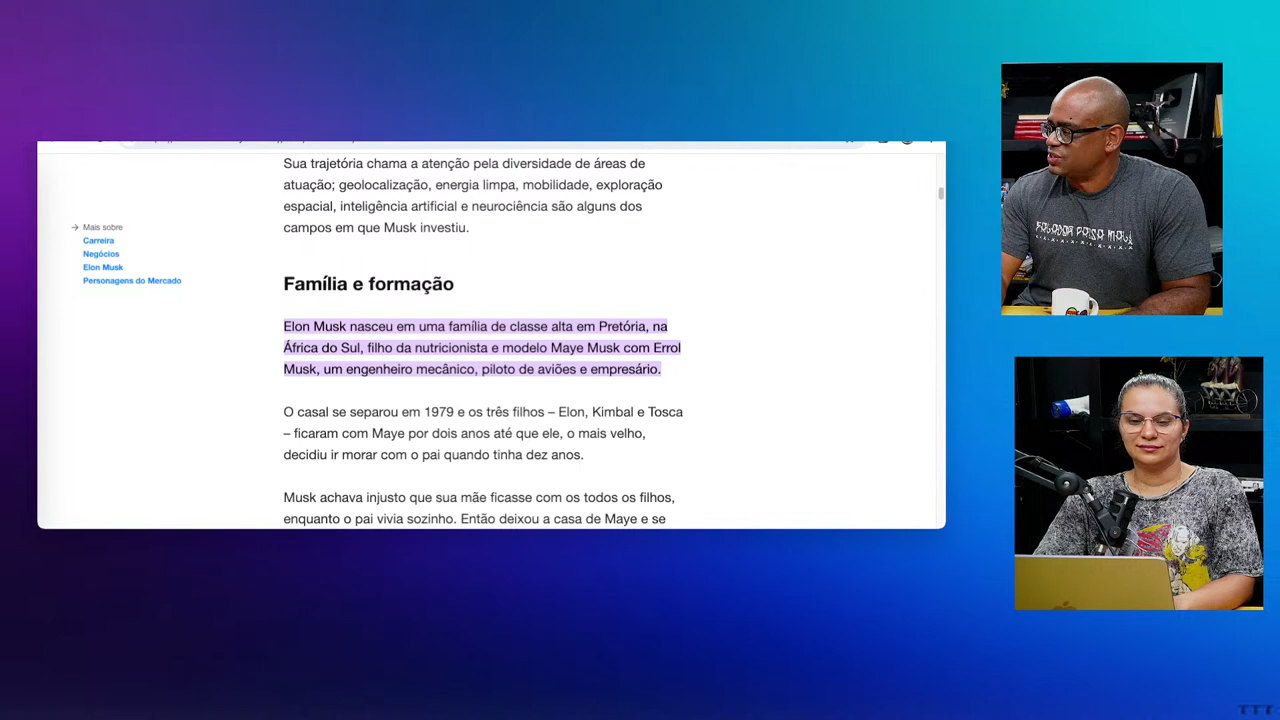 Sua trajetória chama a atenção pela diversidade de áreas de
atuação; geolocalização, energia limpa, mobilidade, exploração
espacial, inteligência artificial e neurociência são alguns dos
campos em que Musk investiu.
→ Mais sobre
Carreira
Negócios
Elon Musk
Personagens do Mercado
Família e formação
Elon Musk nasceu em uma família de classe alta em Pretória, na
África do Sul, filho da nutricionista e modelo Maye Musk com Errol
Musk, um engenheiro mecânico, piloto de aviões e empresário.
O casal se separou em 1979 e os três filhos – Elon, Kimbal e Tosca
– ficaram com Maye por dois anos até que ele, o mais velho,
decidiu ir morar com o pai quando tinha dez anos.
Musk achava injusto que sua mãe ficasse com os todos os filhos,
enquanto o pai vivia sozinho. Então deixou a casa de Maye e se